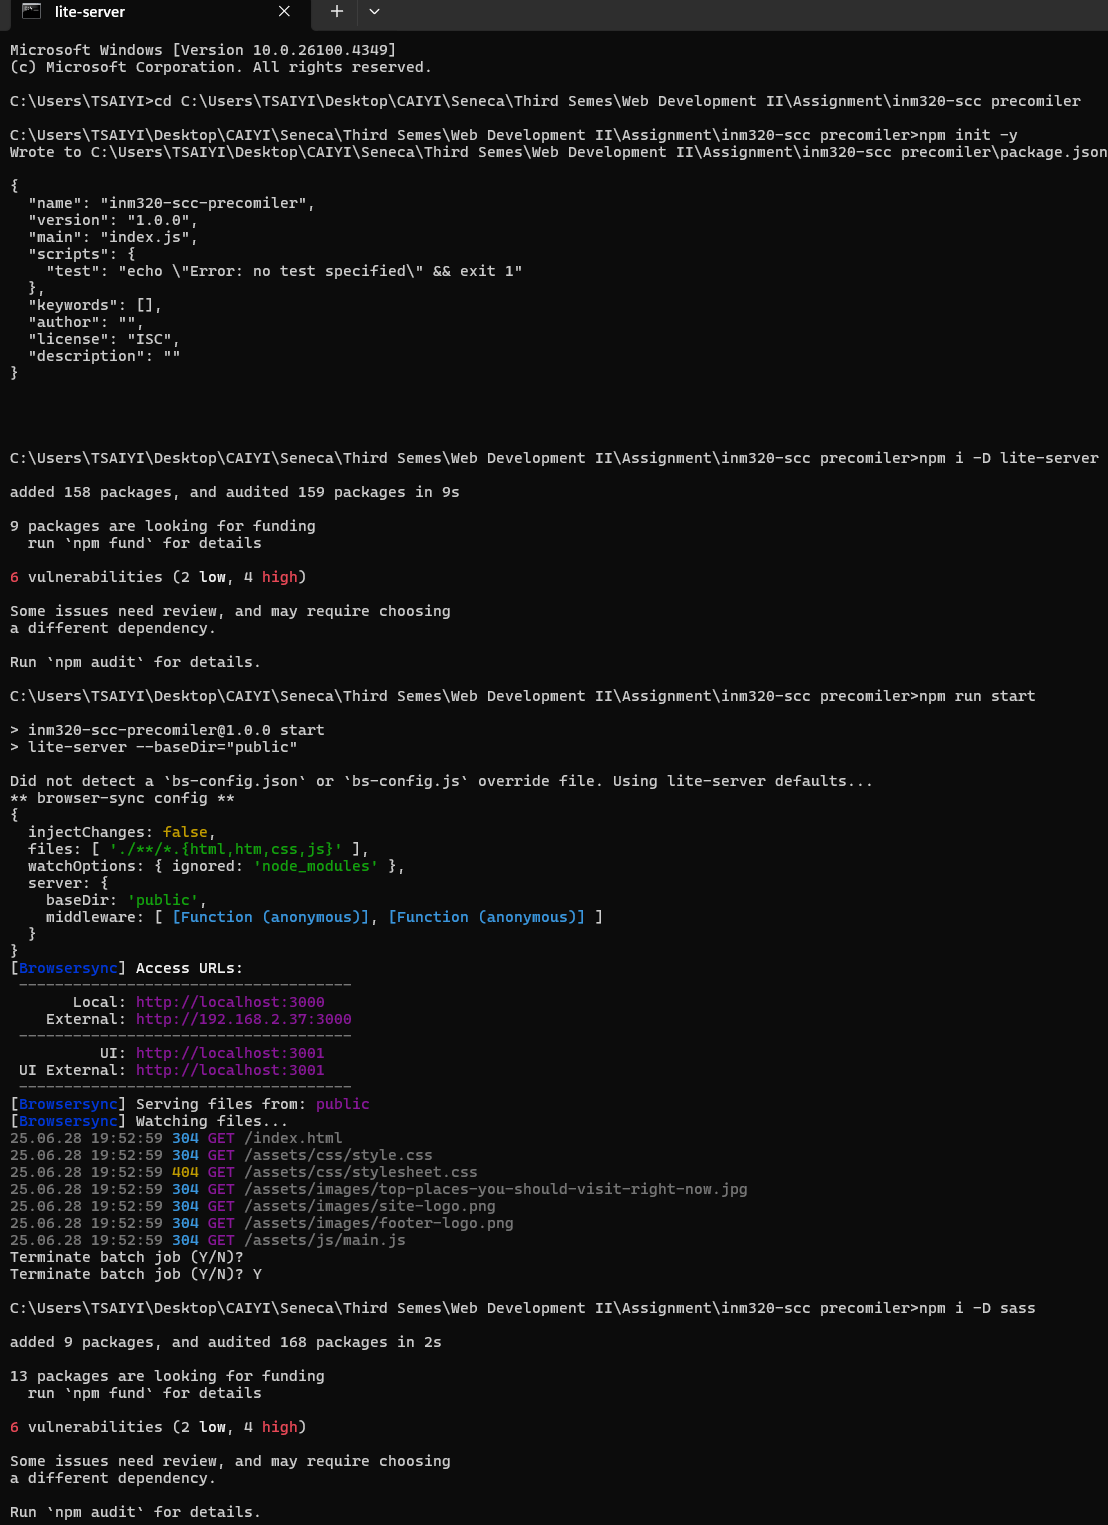 lite-server
Microsoft Windows [Version 10.0.26100.4349]
(c) Microsoft Corporation. All rights reserved.
C:\Users\TSAIYI>cd C:\Users\TSAIYI\Desktop\CAIYI\Seneca\Third Semes\Web Development II\Assignment\inm320-scc precomiler
C:\Users\TSAIYI\Desktop\CAIYI\Seneca\Third Semes\Web Development II\Assignment\inm320-scc precomiler>npm init -y
Wrote to C:\Users\TSAIYI\Desktop\CAIYI\Seneca\Third Semes\Web Development II\Assignment\inm320-scc precomiler\package.json
{
  "name": "inm320-scc-precomiler",
  "version": "1.0.0",
  "main": "index.js",
  "scripts": {
    "test": "echo \"Error: no test specified\" && exit 1"
  },
  "keywords": [],
  "author": "",
  "license": "ISC",
  "description": ""
}
C:\Users\TSAIYI\Desktop\CAIYI\Seneca\Third Semes\Web Development II\Assignment\inm320-scc precomiler>npm i -D lite-server
added 158 packages, and audited 159 packages in 9s
9 packages are looking for funding
  run `npm fund` for details
6 vulnerabilities (2 low, 4 high)
Some issues need review, and may require choosing
a different dependency.
Run `npm audit` for details.
C:\Users\TSAIYI\Desktop\CAIYI\Seneca\Third Semes\Web Development II\Assignment\inm320-scc precomiler>npm run start
> inm320-scc-precomiler@1.0.0 start
> lite-server --baseDir="public"
Did not detect a `bs-config.json` or `bs-config.js` override file. Using lite-server defaults...
** browser-sync config **
{
  injectChanges: false,
  files: [ './**/*.{html,htm,css,js}' ],
  watchOptions: { ignored: 'node_modules' },
  server: {
    baseDir: 'public',
    middleware: [ [Function (anonymous)], [Function (anonymous)] ]
  }
}
[Browsersync] Access URLs:
 -------------------------------------
       Local: http://localhost:3000
    External: http://192.168.2.37:3000
 -------------------------------------
          UI: http://localhost:3001
 UI External: http://localhost:3001
 -------------------------------------
[Browsersync] Serving files from: public
[Browsersync] Watching files...
25.06.28 19:52:59 304 GET /index.html
25.06.28 19:52:59 304 GET /assets/css/style.css
25.06.28 19:52:59 404 GET /assets/css/stylesheet.css
25.06.28 19:52:59 304 GET /assets/images/top-places-you-should-visit-right-now.jpg
25.06.28 19:52:59 304 GET /assets/images/site-logo.png
25.06.28 19:52:59 304 GET /assets/images/footer-logo.png
25.06.28 19:52:59 304 GET /assets/js/main.js
Terminate batch job (Y/N)?
Terminate batch job (Y/N)? Y
C:\Users\TSAIYI\Desktop\CAIYI\Seneca\Third Semes\Web Development II\Assignment\inm320-scc precomiler>npm i -D sass
added 9 packages, and audited 168 packages in 2s
13 packages are looking for funding
  run `npm fund` for details
6 vulnerabilities (2 low, 4 high)
Some issues need review, and may require choosing
a different dependency.
Run `npm audit` for details.